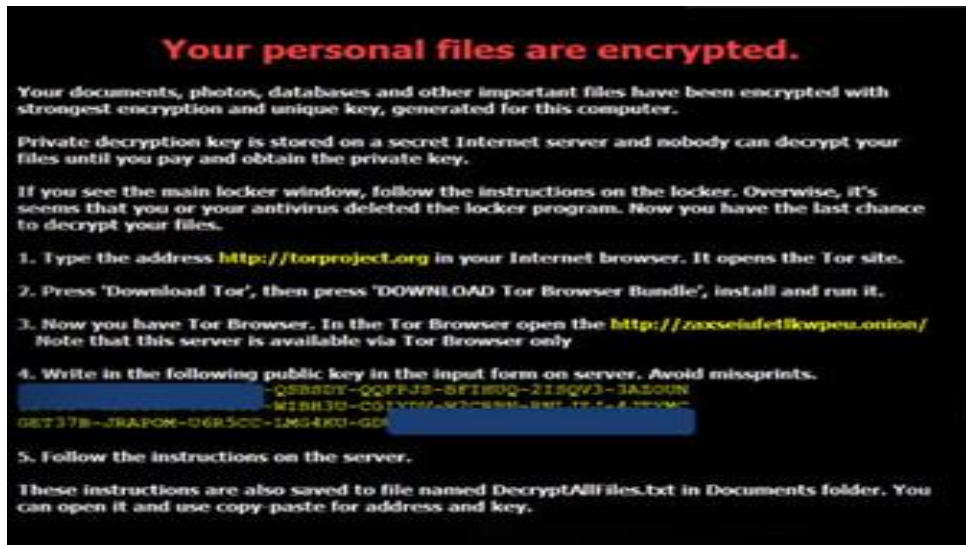 Your personal files are encrypted.
Your documents, photos, databases and other important files have been encrypted with
strongest encryption and unique key, generated for this computer.
Private decryption key is stored on a secret Internet server and nobody can decrypt your
files until you pay and obtain the private key.
If you see the main locker window, follow the instructions on the locker. Overwise, it's
seems that you or your antivirus deleted the locker program. Now you have the last chance
to decrypt your files.
1. Type the address http://torproject.org in your Internet browser. It opens the Tor site.
2. Press 'Download Tor', then press 'DOWNLOAD Tor Browser Bundle', install and run it.
3. Now you have Tor Browser. In the Tor Browser open the
Note that this server is available via Tor Browser only
4. Write in the following public key in the input form on server. Avoid missprints.
5. Follow the instructions on the server.
These instructions are also saved to file named DecryptAllFiles.txt in Documents folder. You
can open it and use copy-paste for address and key.